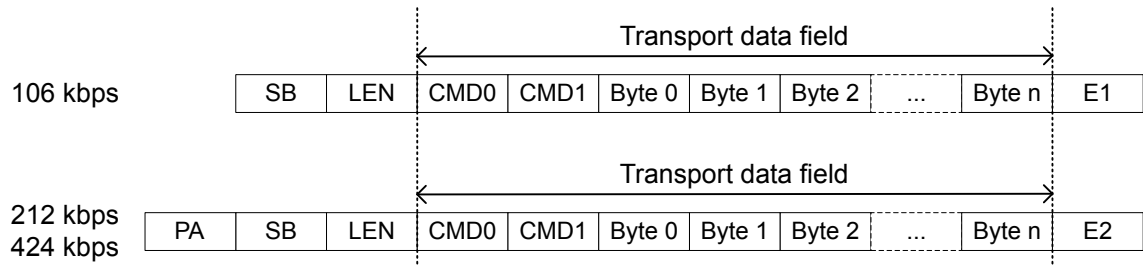 Transport data field
106 kbps SB LEN CMD0 CMD1 Byte 0 Byte 1 Byte 2 ... Byte n E1
Transport data field
212 kbps
424 kbps PA SB LEN CMD0 CMD1 Byte 0 Byte 1 Byte 2 ... Byte n E2